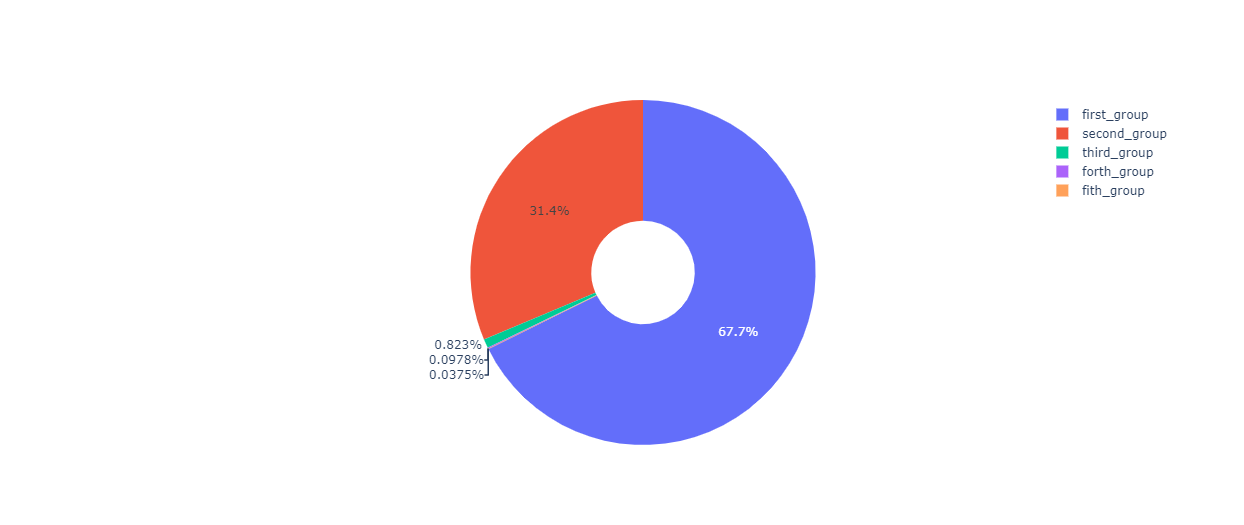 first_group
second_group
third_group
forth_group
fith_group
31.4%
67.7%
0.823%
0.0978%
0.0375%